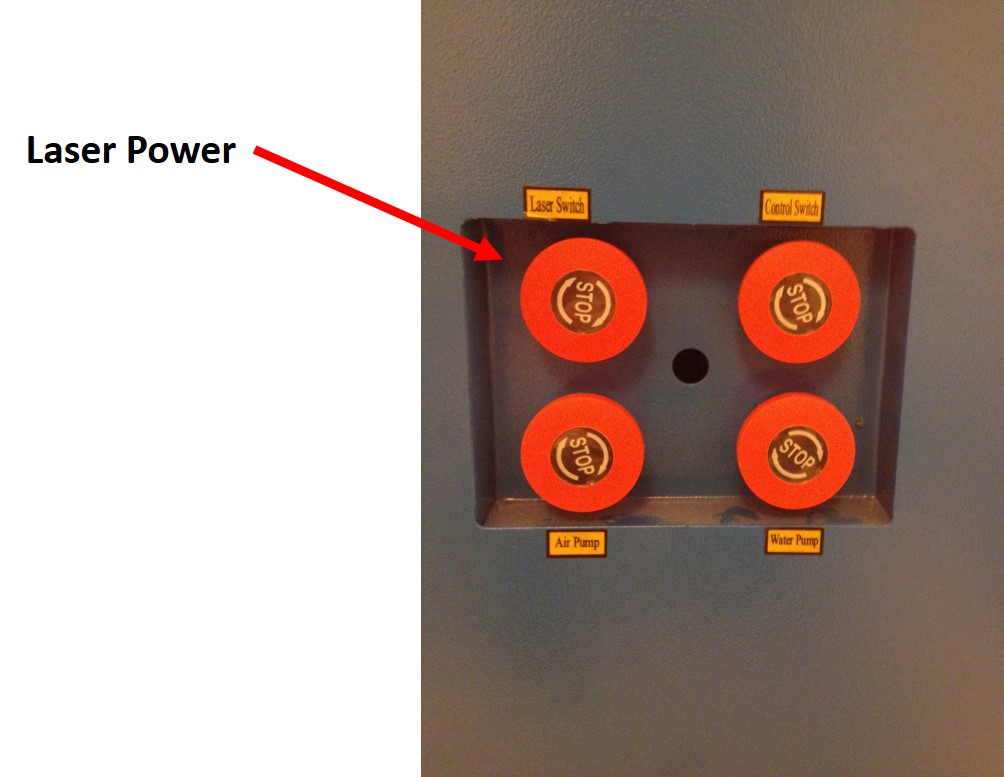 Laser Power
Laser Switch
Control Switch
STOP
STOP
STOP
STOP
Air Pump
Water Pump